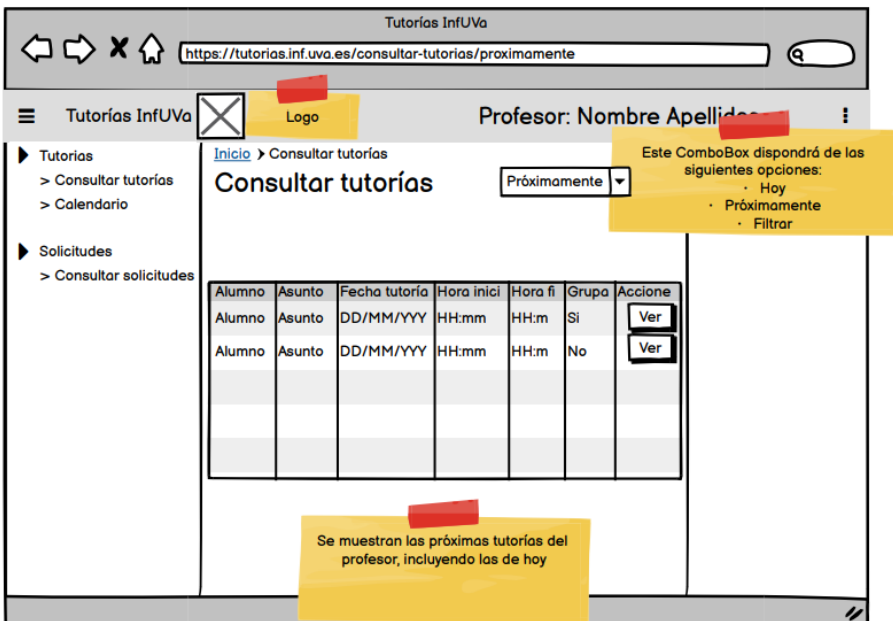 Tutorías InfUVa
https://tutorias.inf.uva.es/consultar-tutorias/proximamente
Tutorías InfUVa
Logo
Profesor: Nombre
Tutorias
> Consultar tutorías
> Calendario
Solicitudes
> Consultar solicitudes
Inicio > Consultar tutorías
Consultar tutorías
Próximamente
Este ComboBox dispondrá de las
siguientes opciones:
· Hoy
· Próximamente
· Filtrar
Alumno Asunto Fecha tutoría Hora inici Hora fi Grupa Accione
Alumno Asunto DD/MM/YYY HH:mm HH:m Si Ver
Alumno Asunto DD/MM/YYY HH:mm HH:m No Ver
Se muestran las próximas tutorías del
profesor, incluyendo las de hoy